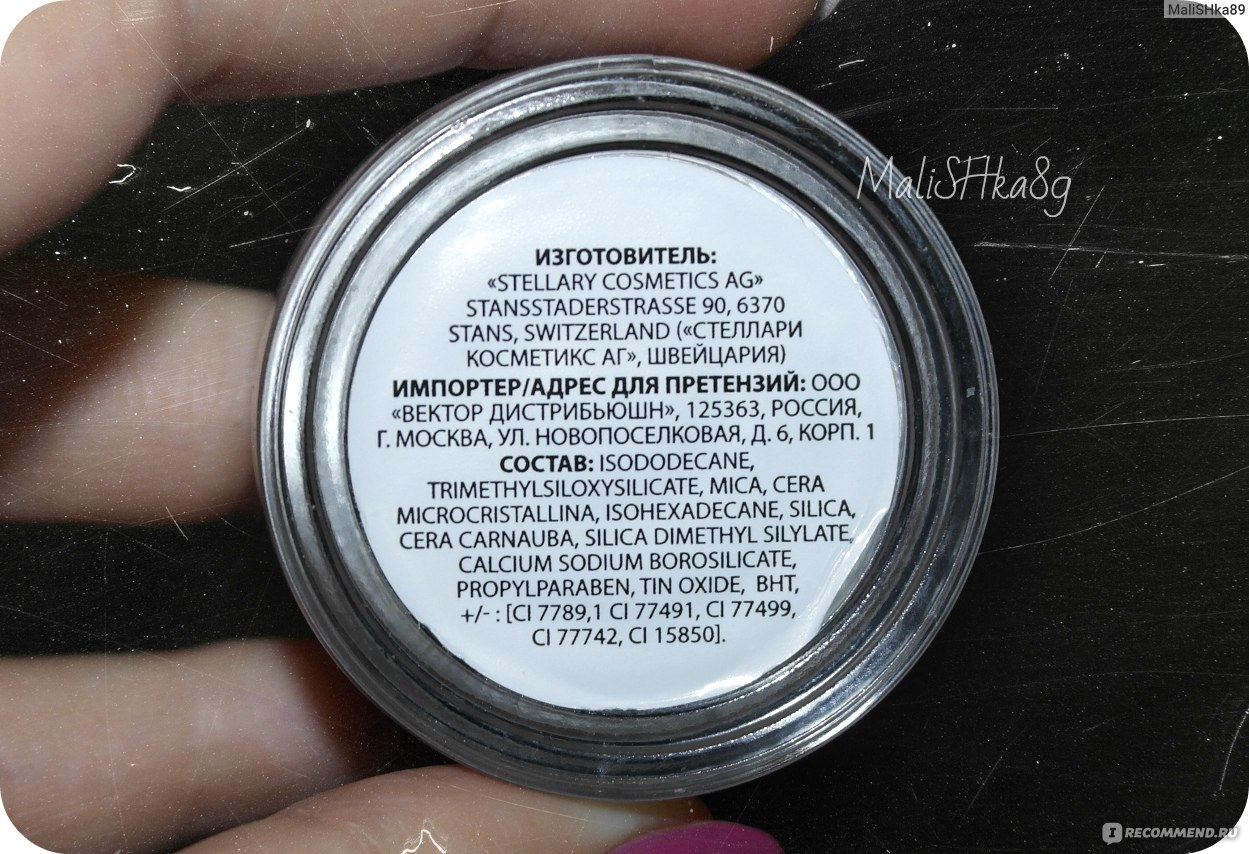 MaliSHka89
MaliSHka89
ИЗГОТОВИТЕЛЬ:
«STELLARY COSMETICS AG»
STANSSTADERSTRASSE 90, 6370
STANS, SWITZERLAND («СТЕЛЛАРИ
КОСМЕТИКС АГ», ШВЕЙЦАРИЯ)
ИМПОРТЕР/АДРЕС ДЛЯ ПРЕТЕНЗИЙ: ООО
«ВЕКТОР ДИСТРИБЬЮШН», 125363, РОССИЯ,
Г. МОСКВА, УЛ. НОВОПОСЕЛКОВАЯ, Д. 6, КОРП. 1
СОСТАВ: ISODODECANE,
TRIMETHYLSILOXYSILICATE, MICA, CERA
MICROCRISTALLINA, ISOHEXADECANE, SILICA,
CERA CARNAUBA, SILICA DIMETHYL SILYLATE,
CALCIUM SODIUM BOROSILICATE,
PROPYLPARABEN, TIN OXIDE, BHT,
+/- : [CI 7789,1 CI 77491, CI 77499,
CI 77742, CI 15850].
I RECOMMEND.RU